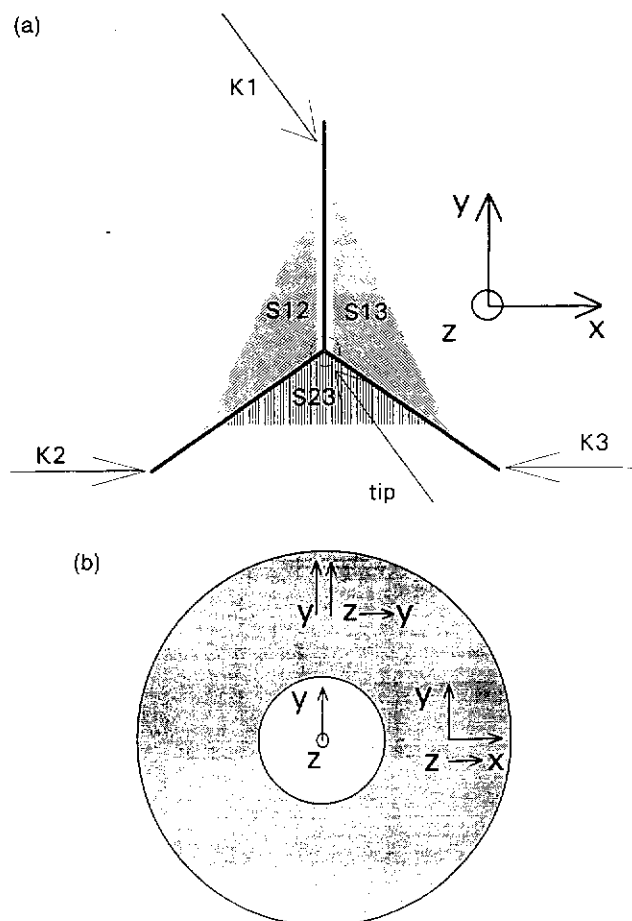 (a)
K1
y
S12 S13
z x
S23
K2 K3
tip
(b)
y z→y
y y
z z→x